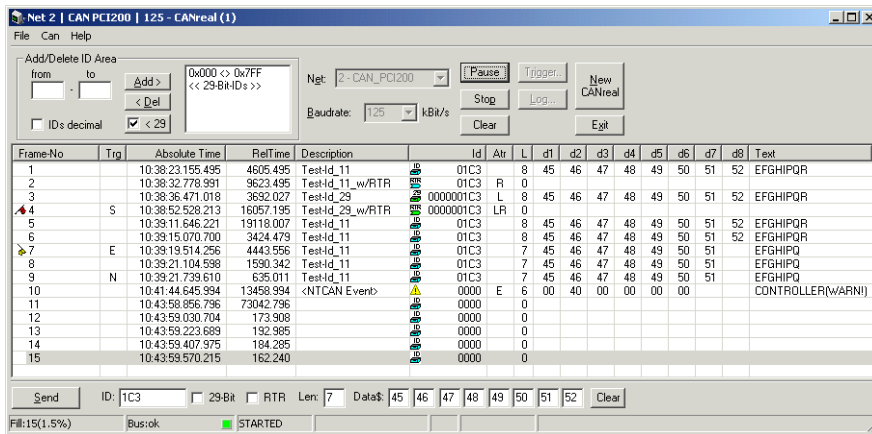 Net 2 | CAN PCI200 | 125 - CANreal (1)
File Can Help
Add/Delete ID Area
from to
-
Add > < Del
IDs decimal < 29
0x000 <> 0x7FF
<< 29-Bit-IDs >>
Net: 2 - CAN_PCI200
Baudrate: 125 kBit/s
Pause Trigger..
Stop Log...
Clear
New CANreal
Exit
Frame-No Trg Absolute Time RelTime Description Id Atr L d1 d2 d3 d4 d5 d6 d7 d8 Text
1 10:38:23.155.495 4605.495 Test-Id_11 ID 01C3 8 45 46 47 48 49 50 51 52 EFGHIPQR
2 10:38:32.778.991 9623.495 Test-Id_11_w/RTR RTR 01C3 R 0
3 10:38:36.471.018 3692.027 Test-Id_29 29 0000001C3 L 8 45 46 47 48 49 50 51 52 EFGHIPQR
4 S 10:38:52.528.213 16057.195 Test-Id_29_w/RTR RTR 0000001C3 LR 0
5 10:39:11.646.221 19118.007 Test-Id_11 ID 01C3 8 45 46 47 48 49 50 51 52 EFGHIPQR
6 10:39:15.070.700 3424.479 Test-Id_11 ID 01C3 8 45 46 47 48 49 50 51 52 EFGHIPQR
7 E 10:39:19.514.256 4443.556 Test-Id_11 ID 01C3 7 45 46 47 48 49 50 51 EFGHIPQ
8 10:39:21.104.598 1590.342 Test-Id_11 ID 01C3 7 45 46 47 48 49 50 51 EFGHIPQ
9 N 10:39:21.739.610 635.011 Test-Id_11 ID 01C3 7 45 46 47 48 49 50 51 EFGHIPQ
10 10:41:44.645.994 13458.994 <NTCAN Event> 0000 E 6 00 40 00 00 00 00 CONTROLLER(WARN!)
11 10:43:58.856.796 73042.796 ID 0000 0
12 10:43:59.030.704 173.908 ID 0000 0
13 10:43:59.223.689 192.985 ID 0000 0
14 10:43:59.407.975 184.285 ID 0000 0
15 10:43:59.570.215 162.240 ID 0000 0
Send ID: 1C3 29-Bit RTR Len: 7 Data$: 45 46 47 48 49 50 51 52 Clear
Fill:15(1.5%) Bus:ok STARTED